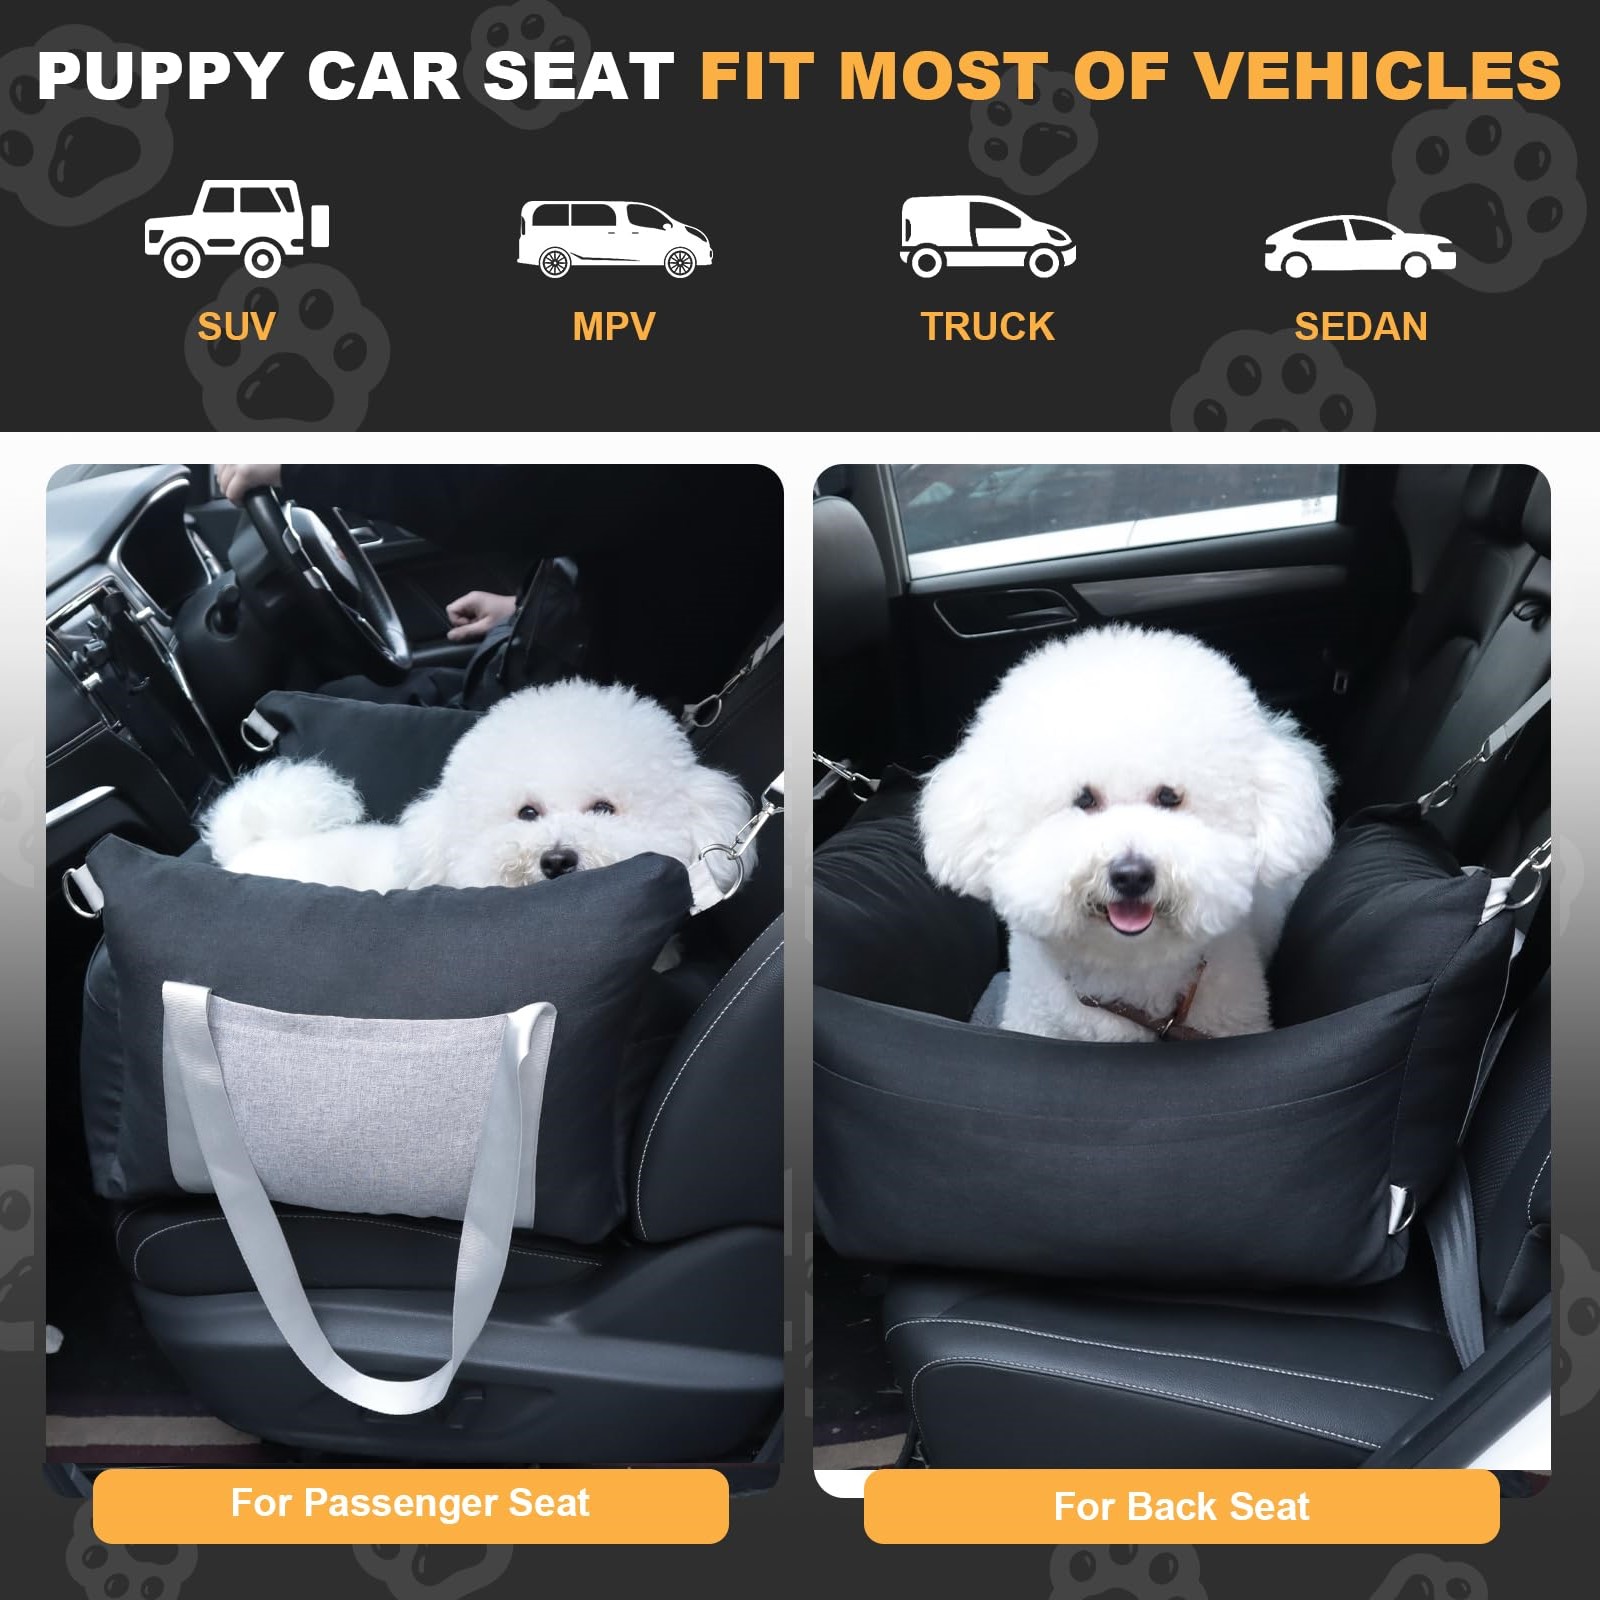 PUPPY CAR SEAT FIT MOST OF VEHICLES
SUV
MPV
TRUCK
SEDAN
For Passenger Seat
For Back Seat